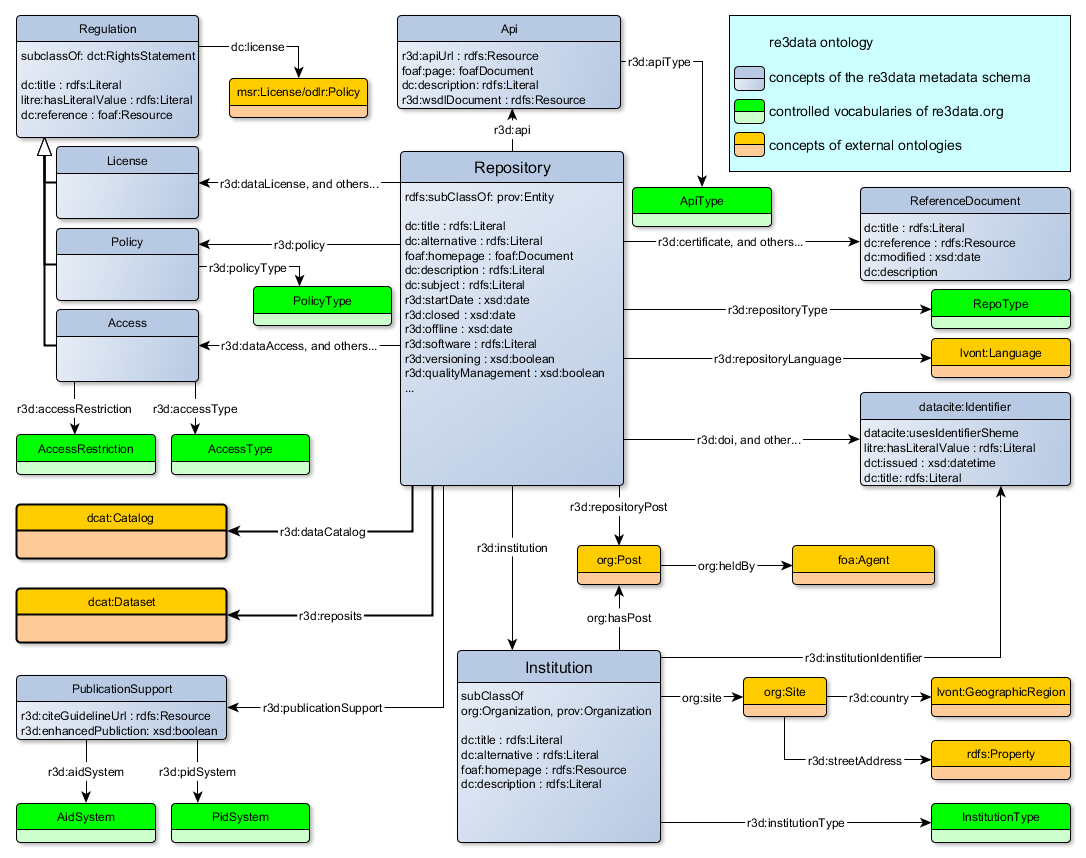 Regulation
subclassOf: dct:RightsStatement
dc:title : rdfs:Literal
litre:hasLiteralValue : rdfs:Literal
dc:reference : foaf:Resource
dc:license
msr:License/odlr:Policy
Api
r3d:apiUrl : rdfs:Resource
foaf:page: foafDocument
dc:description: rdfs:Literal
r3d:wsdlDocument : rdfs:Resource
r3d:apiType
r3d:api
re3data ontology
concepts of the re3data metadata schema
controlled vocabularies of re3data.org
concepts of external ontologies
License
r3d:dataLicense, and others...
Policy
r3d:policy
r3d:policyType
PolicyType
Access
r3d:dataAccess, and others...
r3d:accessRestriction
r3d:accessType
AccessRestriction
AccessType
Repository
rdfs:subClassOf: prov:Entity
dc:title : rdfs:Literal
dc:alternative : rdfs:Literal
foaf:homepage : foaf:Document
dc:description : rdfs:Literal
dc:subject : rdfs:Literal
r3d:startDate : xsd:date
r3d:closed : xsd:date
r3d:offline : xsd:date
r3d:software : rdfs:Literal
r3d:versioning : xsd:boolean
r3d:qualityManagement : xsd:boolean
...
ApiType
r3d:certificate, and others...
ReferenceDocument
dc:title : rdfs:Literal
dc:reference : rdfs:Resource
dc:modified : xsd:date
dc:description
r3d:repositoryType
RepoType
r3d:repositoryLanguage
lvont:Language
r3d:doi, and other...
datacite:Identifier
datacite:usesIdentifierSheme
litre:hasLiteralValue : rdfs:Literal
dct:issued : xsd:datetime
dc:title: rdfs:Literal
dcat:Catalog
r3d:dataCatalog
dcat:Dataset
r3d:reposits
r3d:institution
r3d:repositoryPost
org:Post
org:heldBy
foa:Agent
org:hasPost
PublicationSupport
r3d:citeGuidelineUrl : rdfs:Resource
r3d:enhancedPubliction: xsd:boolean
r3d:publicationSupport
r3d:aidSystem
r3d:pidSystem
AidSystem
PidSystem
Institution
subClassOf
org:Organization, prov:Organization
dc:title : rdfs:Literal
dc:alternative : rdfs:Literal
foaf:homepage : rdfs:Resource
dc:description : rdfs:Literal
r3d:institutionIdentifier
org:site
org:Site
r3d:country
lvont:GeographicRegion
r3d:streetAddress
rdfs:Property
r3d:institutionType
InstitutionType